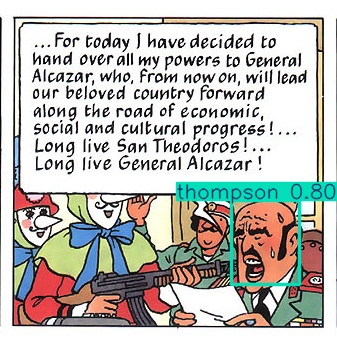 ...For today I have decided to
hand over all my powers to General
Alcazar, who, from now on, will lead
our beloved country forward
along the road of economic,
social and cultural progress!...
Long live San Theodoros!...
Long live General Alcazar!
thompson 0.80